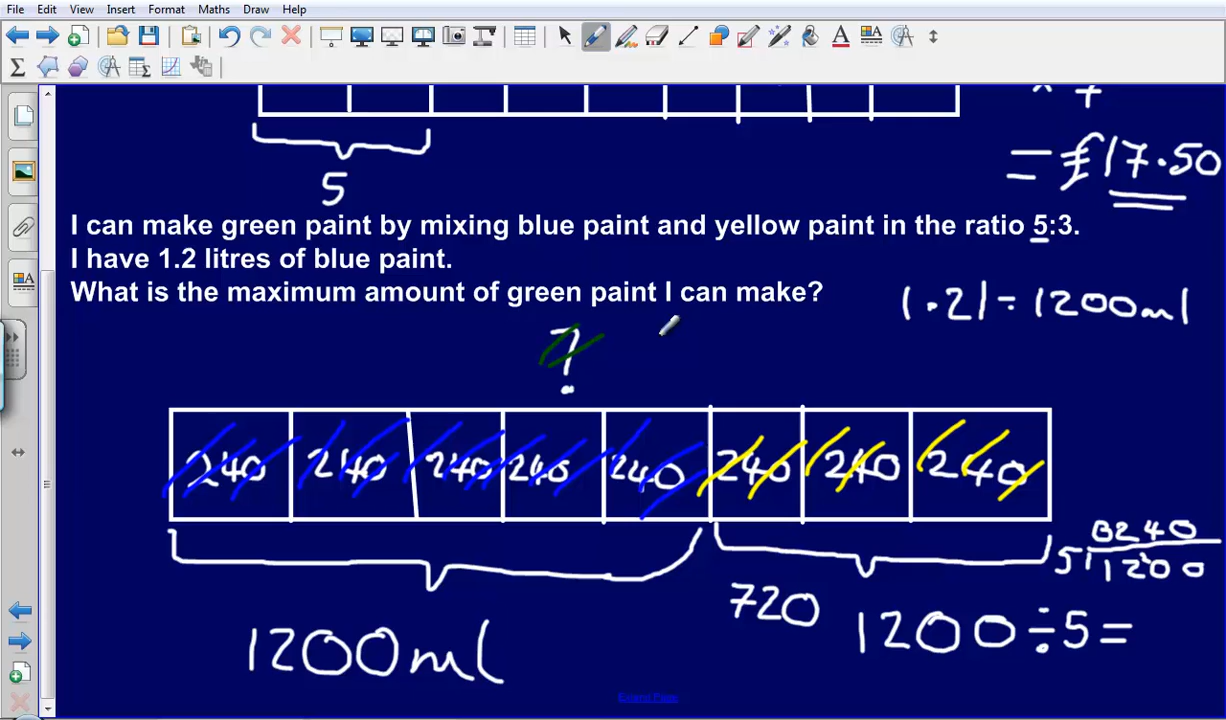 File Edit View Insert Format Maths Draw Help
= £17.50
5
I can make green paint by mixing blue paint and yellow paint in the ratio 5:3.
I have 1.2 litres of blue paint.
What is the maximum amount of green paint I can make?
1.2l = 1200ml
?
240 240 240 240 240 240 240 240
0240
5 1200
720
1200 ÷ 5 =
1200ml